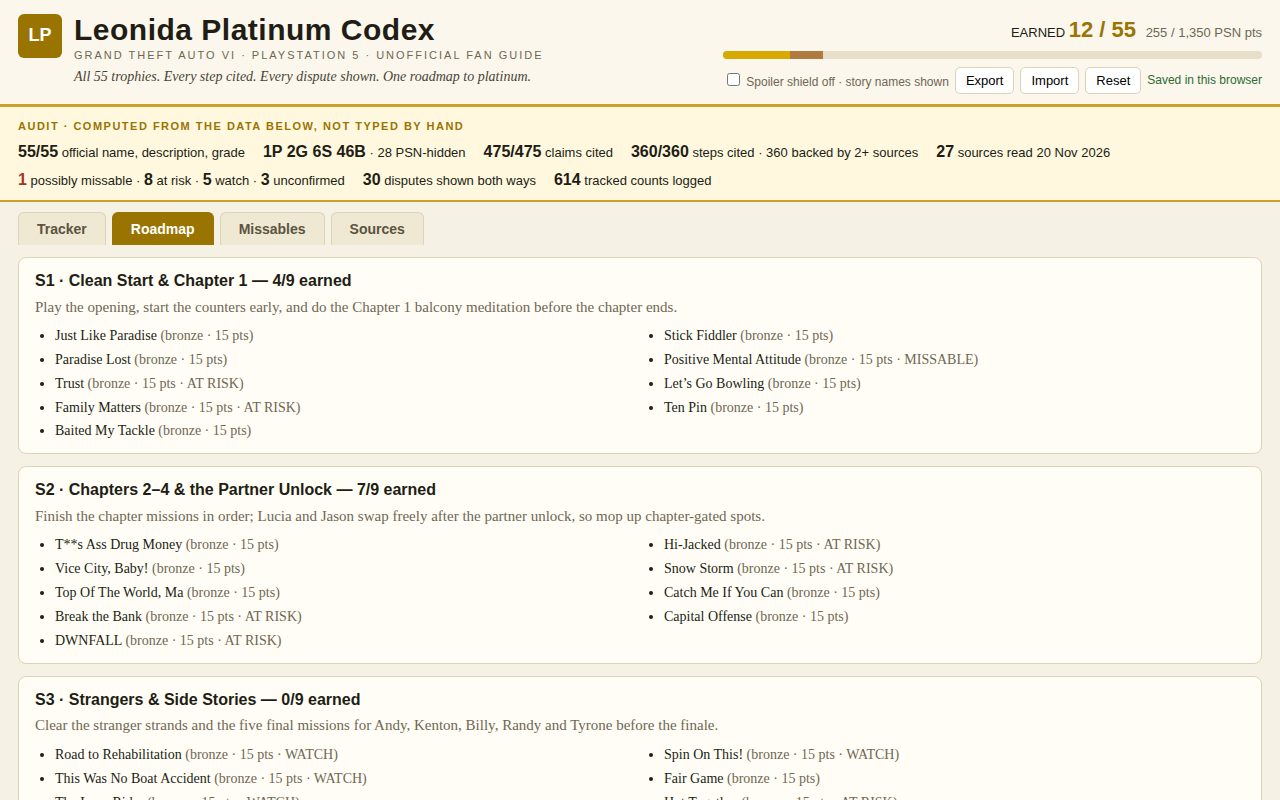 LP
Leonida Platinum Codex
GRAND THEFT AUTO VI · PLAYSTATION 5 · UNOFFICIAL FAN GUIDE
All 55 trophies. Every step cited. Every dispute shown. One roadmap to platinum.
EARNED 12 / 55 255 / 1,350 PSN pts
Spoiler shield off · story names shown Export Import Reset Saved in this browser
AUDIT · COMPUTED FROM THE DATA BELOW, NOT TYPED BY HAND
55/55 official name, description, grade 1P 2G 6S 46B · 28 PSN-hidden 475/475 claims cited 360/360 steps cited · 360 backed by 2+ sources 27 sources read 20 Nov 2026
1 possibly missable · 8 at risk · 5 watch · 3 unconfirmed 30 disputes shown both ways 614 tracked counts logged
Tracker Roadmap Missables Sources
S1 · Clean Start & Chapter 1 — 4/9 earned
Play the opening, start the counters early, and do the Chapter 1 balcony meditation before the chapter ends.
Just Like Paradise (bronze · 15 pts)
Paradise Lost (bronze · 15 pts)
Trust (bronze · 15 pts · AT RISK)
Family Matters (bronze · 15 pts · AT RISK)
Baited My Tackle (bronze · 15 pts)
Stick Fiddler (bronze · 15 pts)
Positive Mental Attitude (bronze · 15 pts · MISSABLE)
Let’s Go Bowling (bronze · 15 pts)
Ten Pin (bronze · 15 pts)
S2 · Chapters 2–4 & the Partner Unlock — 7/9 earned
Finish the chapter missions in order; Lucia and Jason swap freely after the partner unlock, so mop up chapter-gated spots.
T**s Ass Drug Money (bronze · 15 pts)
Vice City, Baby! (bronze · 15 pts)
Top Of The World, Ma (bronze · 15 pts)
Break the Bank (bronze · 15 pts · AT RISK)
DWNFALL (bronze · 15 pts · AT RISK)
Hi-Jacked (bronze · 15 pts · AT RISK)
Snow Storm (bronze · 15 pts · AT RISK)
Catch Me If You Can (bronze · 15 pts)
Capital Offense (bronze · 15 pts)
S3 · Strangers & Side Stories — 0/9 earned
Clear the stranger strands and the five final missions for Andy, Kenton, Billy, Randy and Tyrone before the finale.
Road to Rehabilitation (bronze · 15 pts · WATCH)
This Was No Boat Accident (bronze · 15 pts · WATCH)
Spin On This! (bronze · 15 pts · WATCH)
Fair Game (bronze · 15 pts)